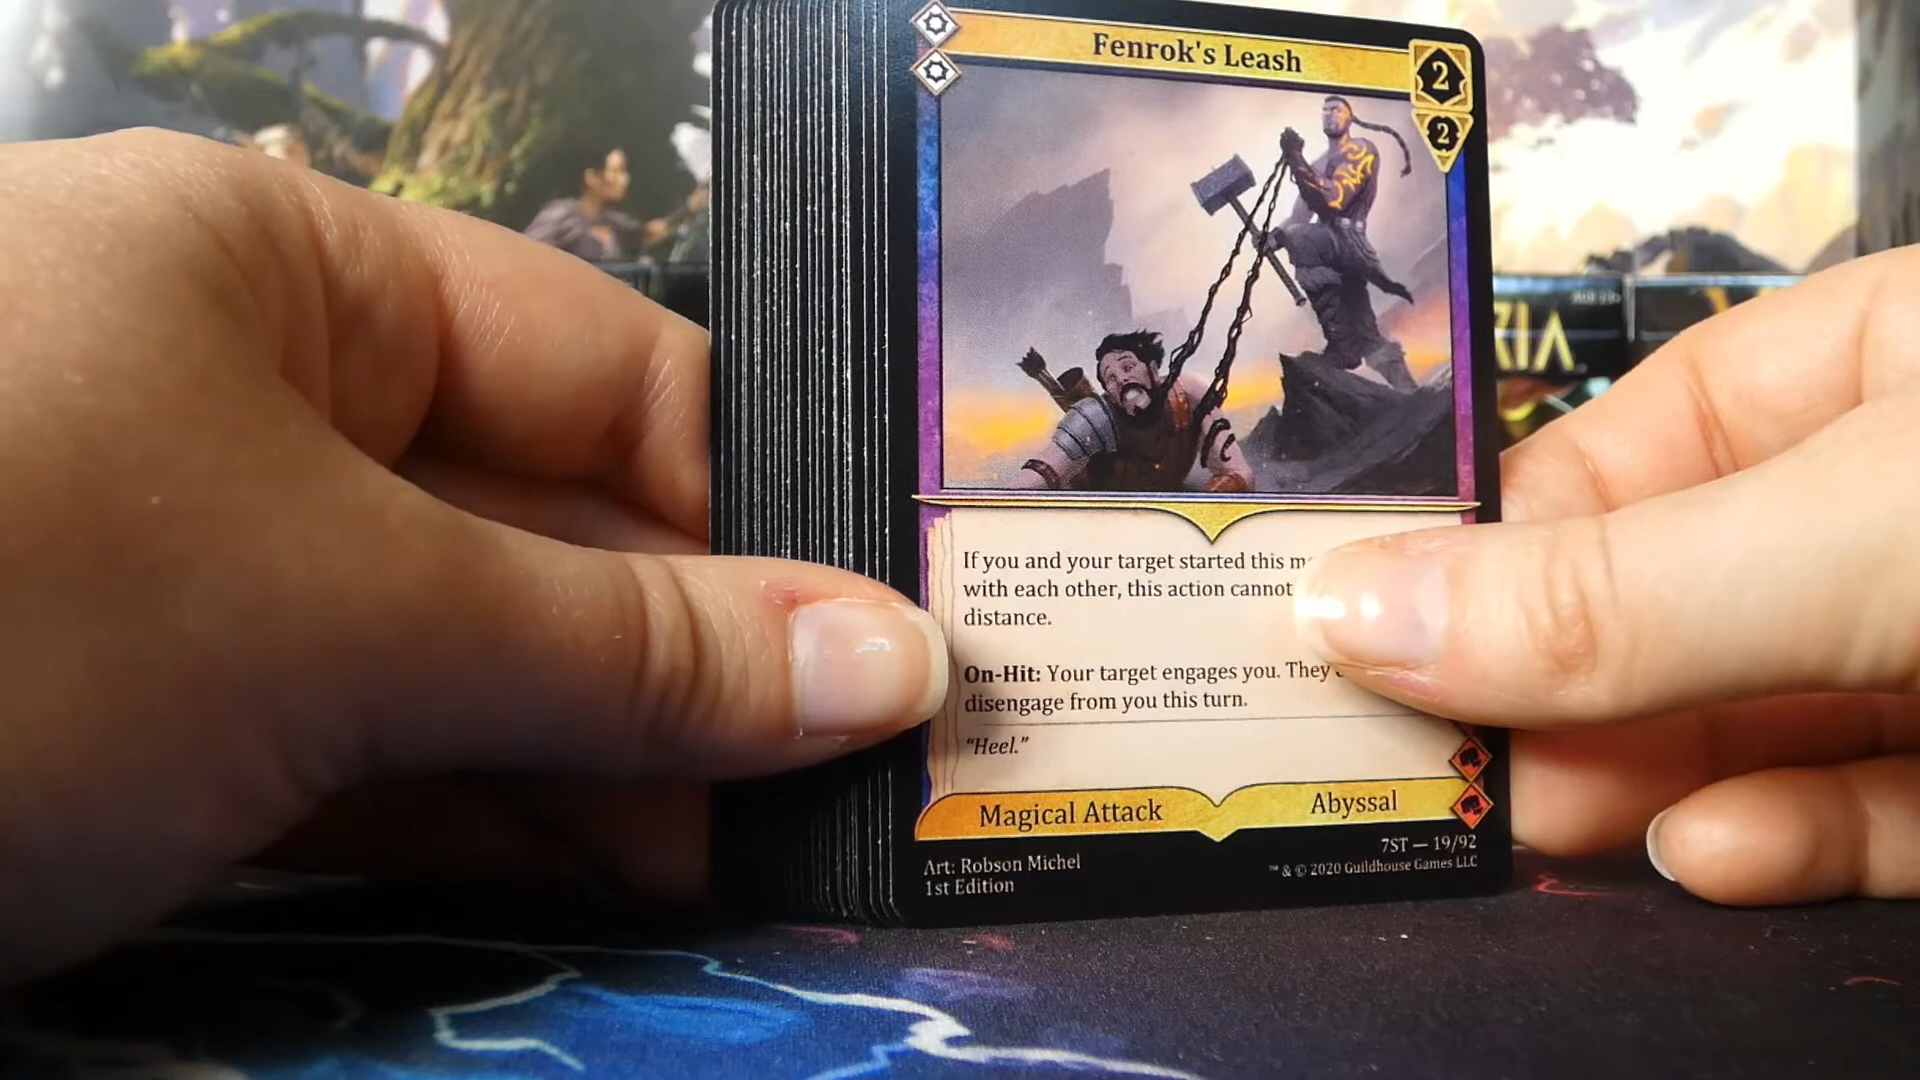 Fenrok's Leash
2
2
If you and your target started this
with each other, this action cannot
distance.
On-Hit: Your target engages you. They
disengage from you this turn.
"Heel."
Magical Attack
Abyssal
7ST — 19/92
Art: Robson Michel
™ & © 2020 Guildhouse Games LLC
1st Edition